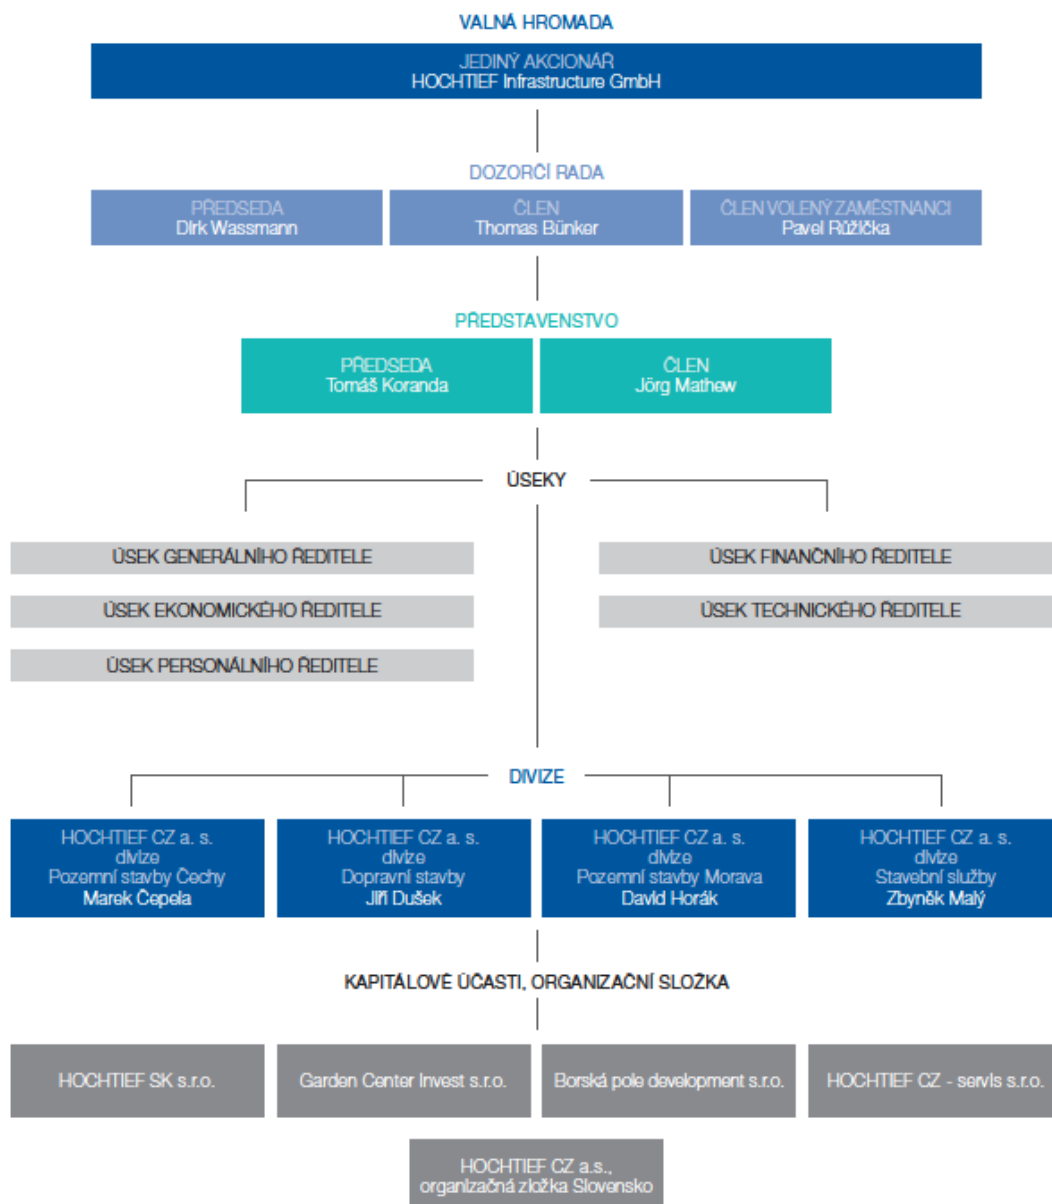 VALNÁ HROMADA
JEDINÝ AKCIONÁŘ
HOCHTIEF Infrastructure GmbH
DOZORČÍ RADA
PŘEDSEDA
Dirk Wassmann
ČLEN
Thomas Bünker
ČLEN VOLENÝ ZAMĚSTNANCI
Pavel Růžička
PŘEDSTAVENSTVO
PŘEDSEDA
Tomáš Koranda
ČLEN
Jörg Mathew
ÚSEKY
ÚSEK GENERÁLNÍHO ŘEDITELE
ÚSEK FINANČNÍHO ŘEDITELE
ÚSEK EKONOMICKÉHO ŘEDITELE
ÚSEK TECHNICKÉHO ŘEDITELE
ÚSEK PERSONÁLNÍHO ŘEDITELE
DIVIZE
HOCHTIEF CZ a. s.
divize
Pozemní stavby Čechy
Marek Čepela
HOCHTIEF CZ a. s.
divize
Dopravní stavby
Jiří Dušek
HOCHTIEF CZ a. s.
divize
Pozemní stavby Morava
David Horák
HOCHTIEF CZ a. s.
divize
Stavební služby
Zbyněk Malý
KAPITÁLOVÉ ÚČASTI, ORGANIZAČNÍ SLOŽKA
HOCHTIEF SK s.r.o.
Garden Center Invest s.r.o.
Borská pole development s.r.o.
HOCHTIEF CZ - servis s.r.o.
HOCHTIEF CZ a.s.,
organizačná zložka Slovensko